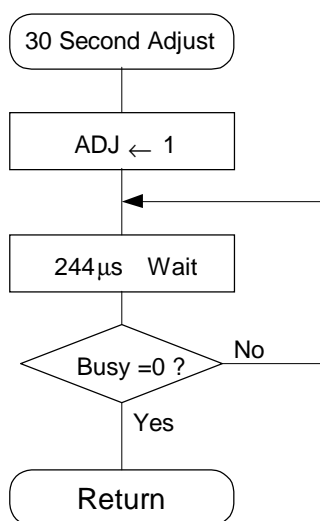 30 Second Adjust
ADJ ← 1
244µs Wait
Busy =0 ?
No
Yes
Return